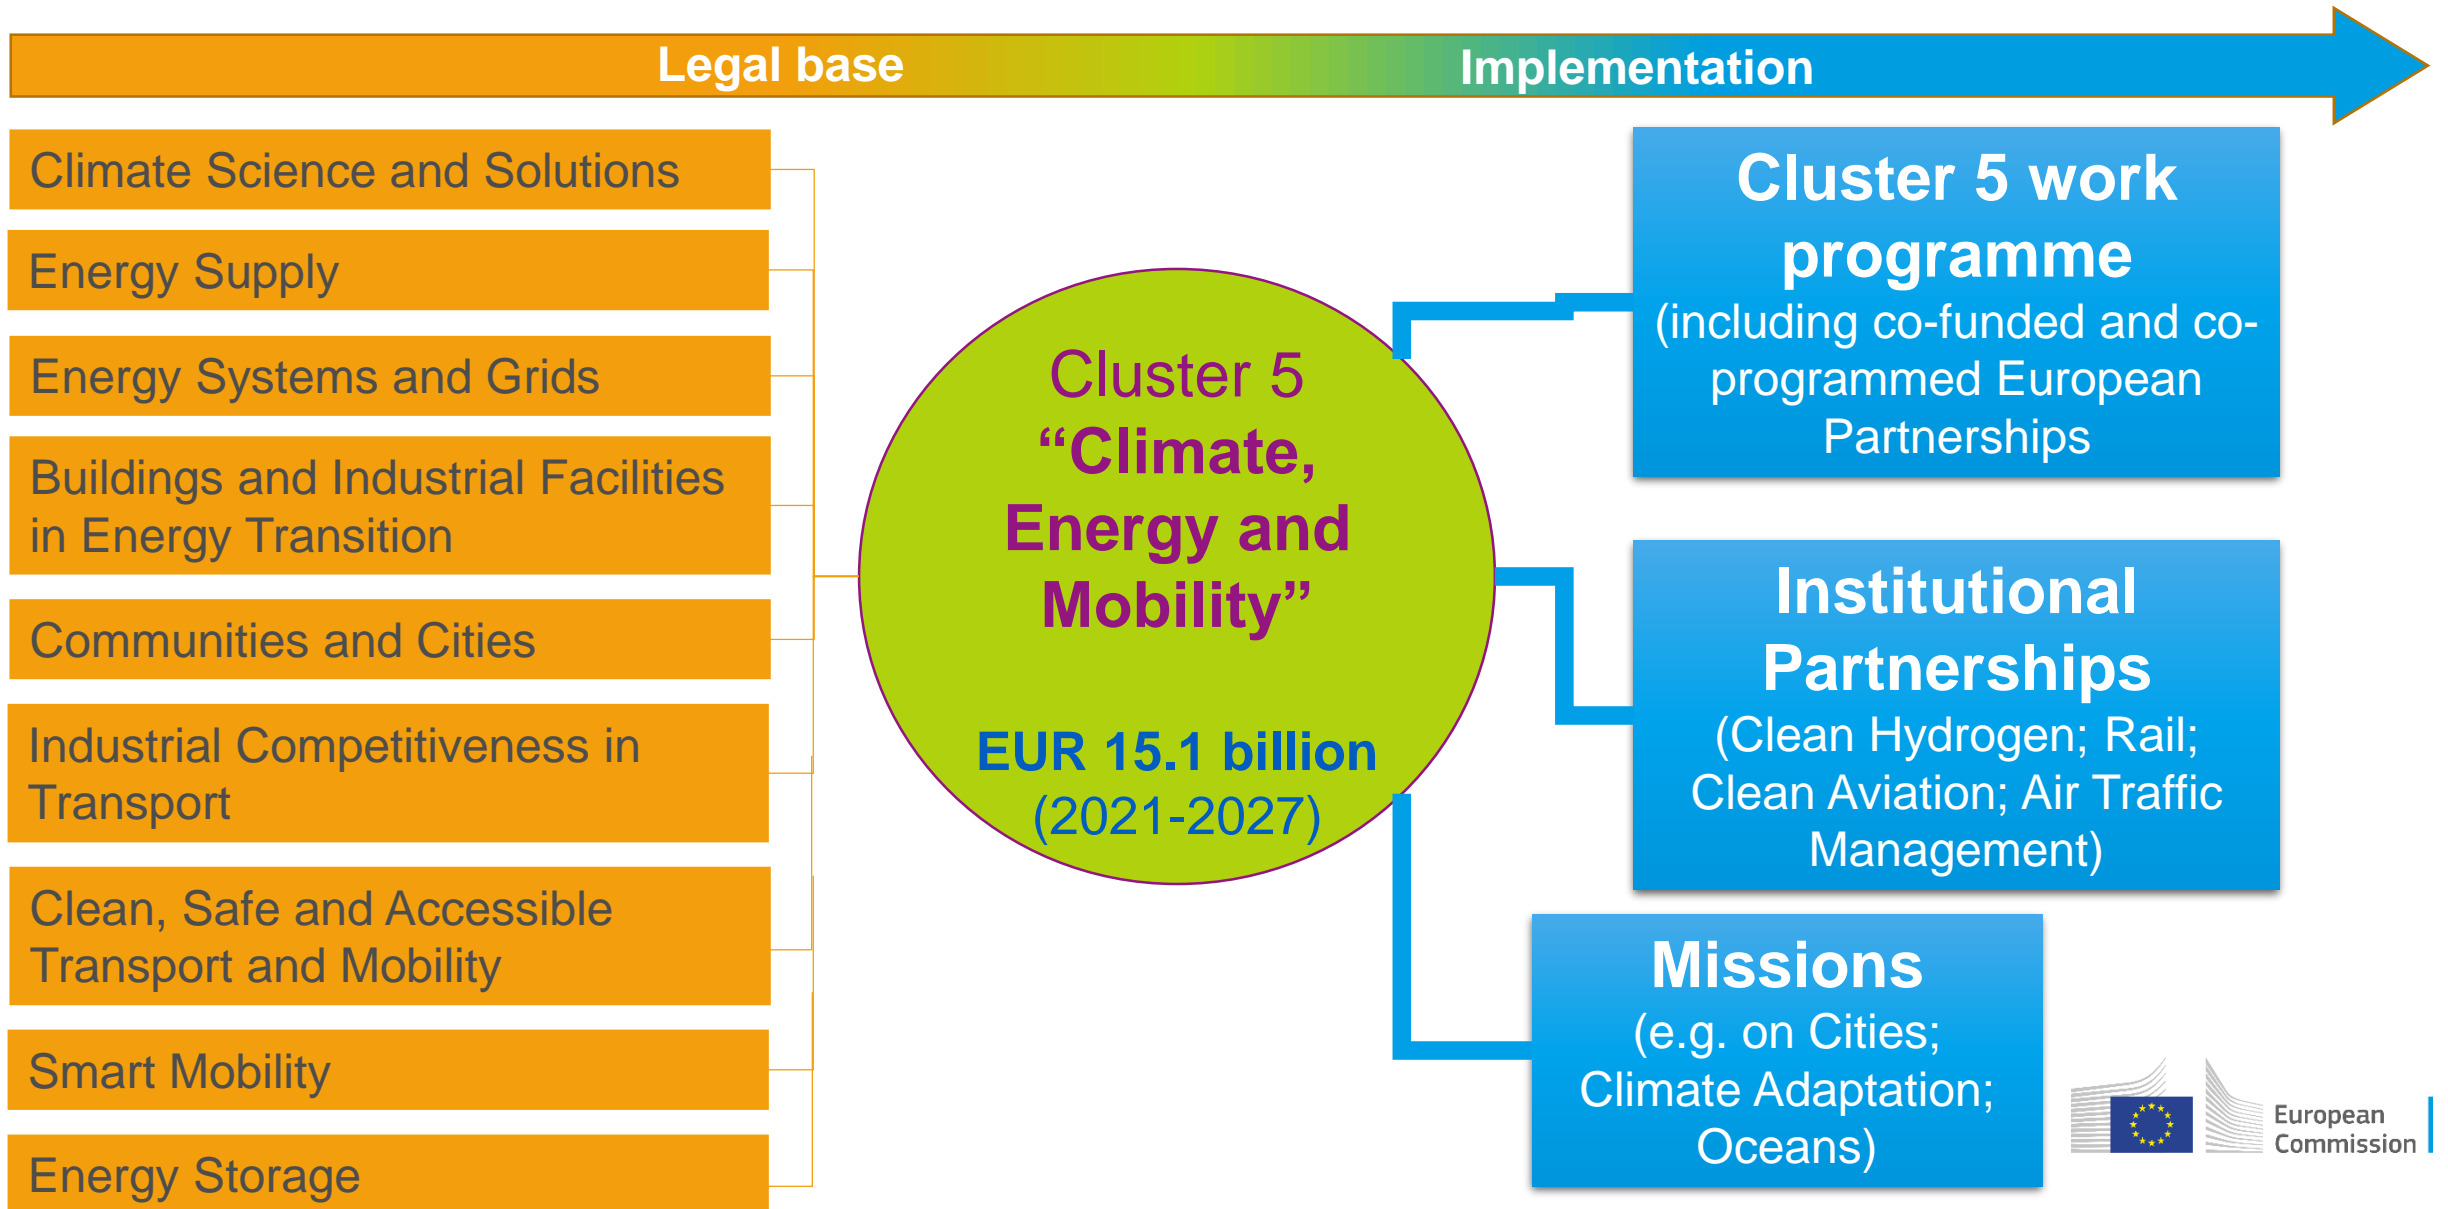 Legal base
Implementation
Climate Science and Solutions
Energy Supply
Energy Systems and Grids
Buildings and Industrial Facilities
in Energy Transition
Communities and Cities
Industrial Competitiveness in
Transport
Clean, Safe and Accessible
Transport and Mobility
Smart Mobility
Energy Storage
Cluster 5
“Climate,
Energy and
Mobility”
EUR 15.1 billion
(2021-2027)
Cluster 5 work
programme
(including co-funded and co-
programmed European
Partnerships
Institutional
Partnerships
(Clean Hydrogen; Rail;
Clean Aviation; Air Traffic
Management)
Missions
(e.g. on Cities;
Climate Adaptation;
Oceans)
European
Commission